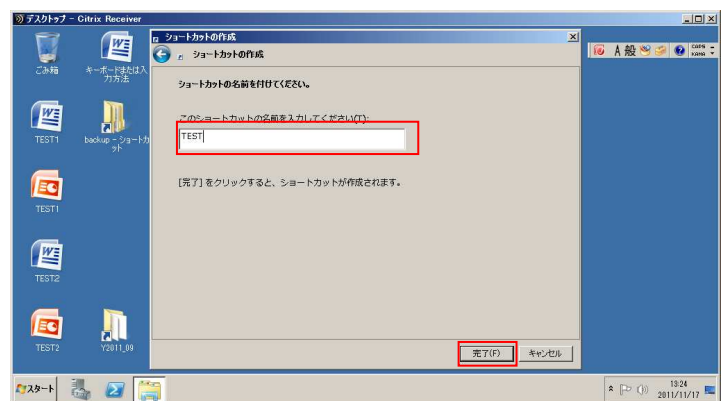 デスクトップ - Citrix Receiver
ごみ箱
キーボードまたは入
力方法
TEST1
backup - ショートカ
ット
TEST1
TEST2
TEST2
Y2011_09
ショートカットの作成
ショートカットの作成
ショートカットの名前を付けてください。
このショートカットの名前を入力してください(T):
TEST
[完了] をクリックすると、ショートカットが作成されます。
完了(F)
キャンセル
A 般
CAPS
KANA
スタート
13:24
2011/11/17